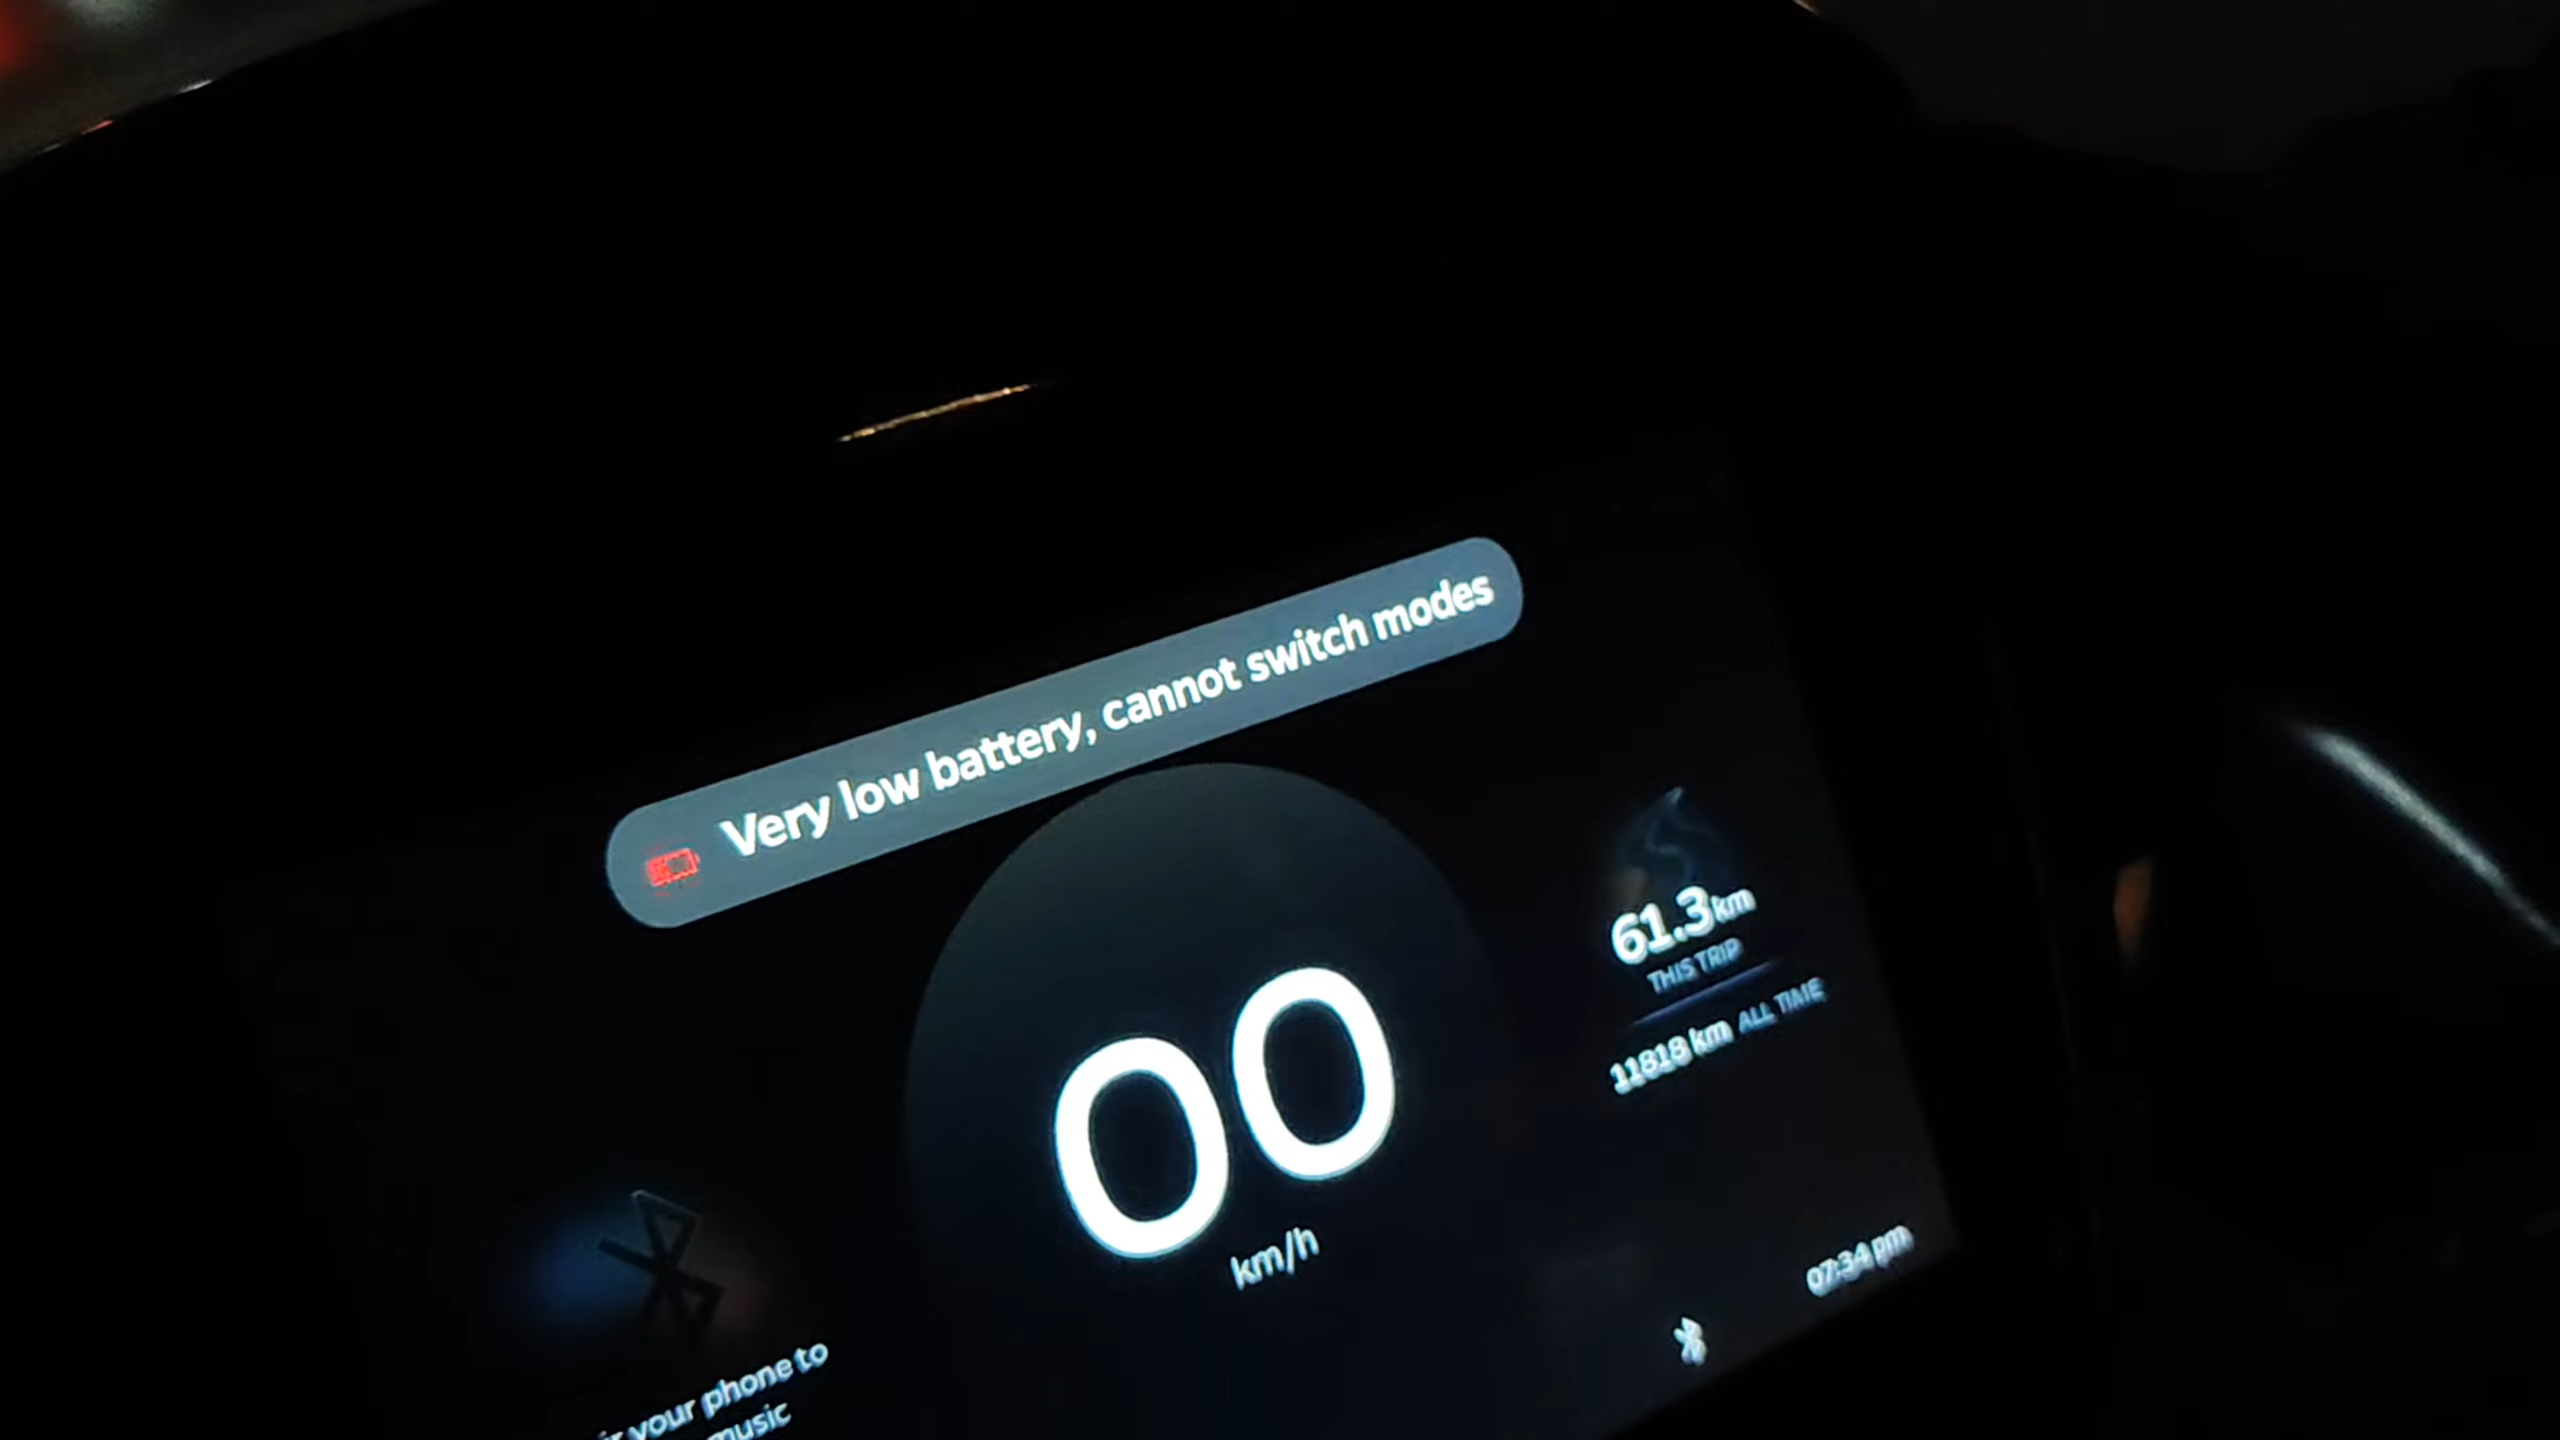 Very low battery, cannot switch modes
61.3km
THIS TRIP
11818 km ALL TIME
00
km/h
your phone to
music
07:34 pm